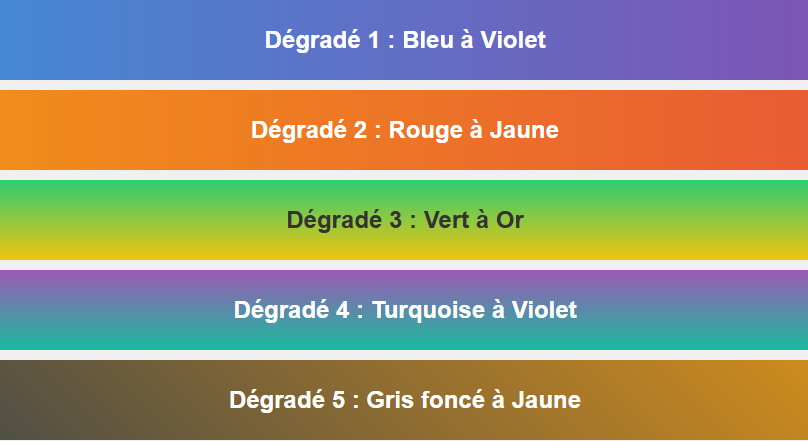 Dégradé 1 : Bleu à Violet
Dégradé 2 : Rouge à Jaune
Dégradé 3 : Vert à Or
Dégradé 4 : Turquoise à Violet
Dégradé 5 : Gris foncé à Jaune